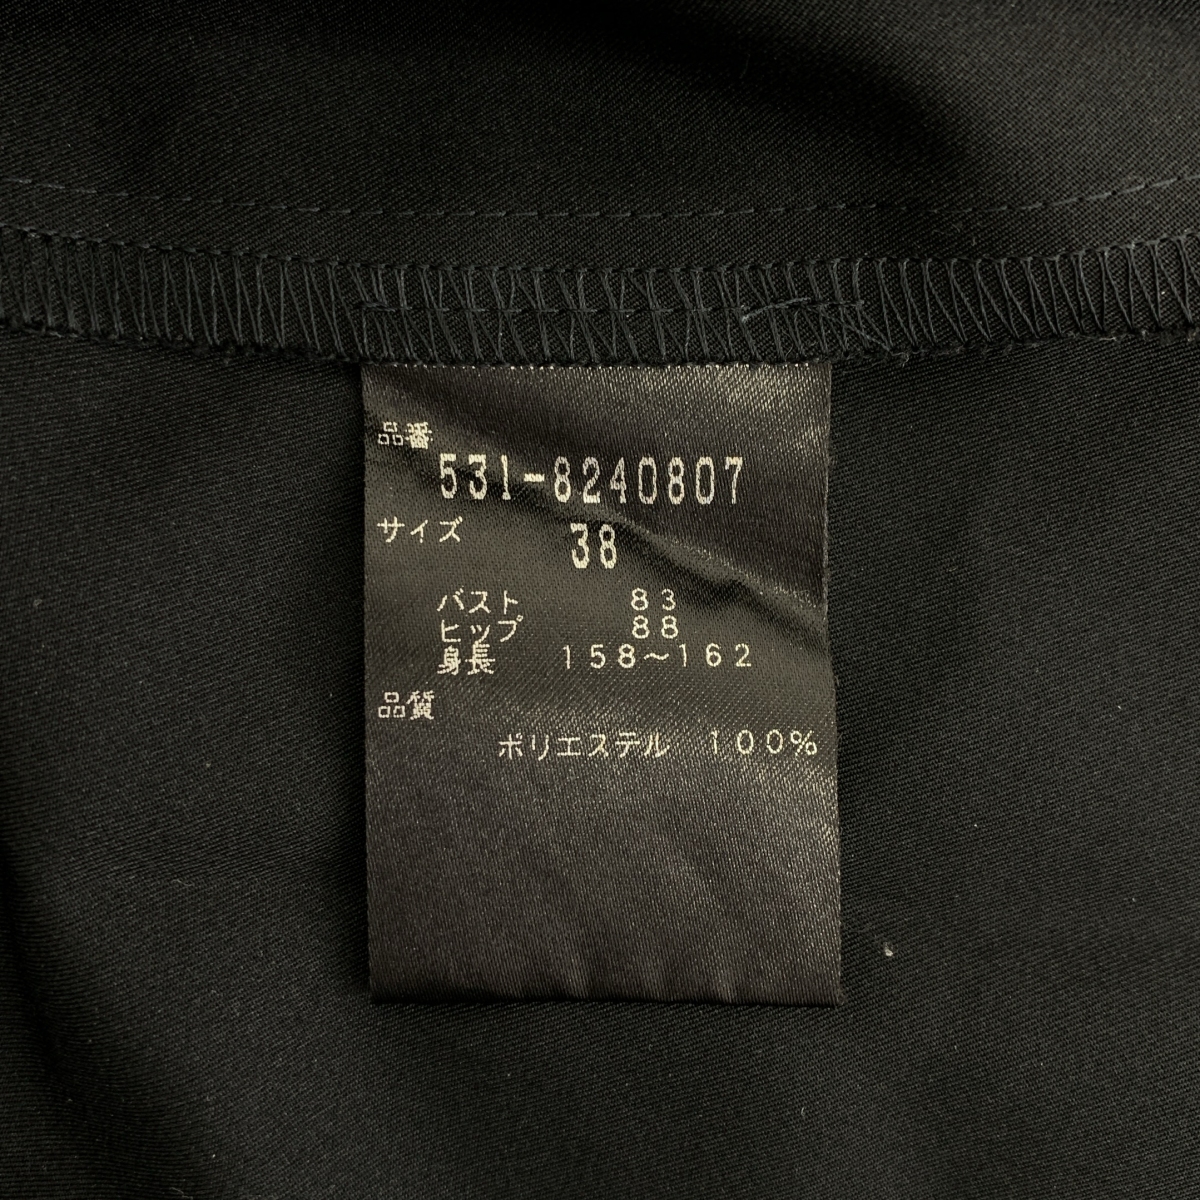 品番
531-8240807
サイズ 38
バスト 83
ヒップ 88
身長 158～162
品質
ポリエステル 100%